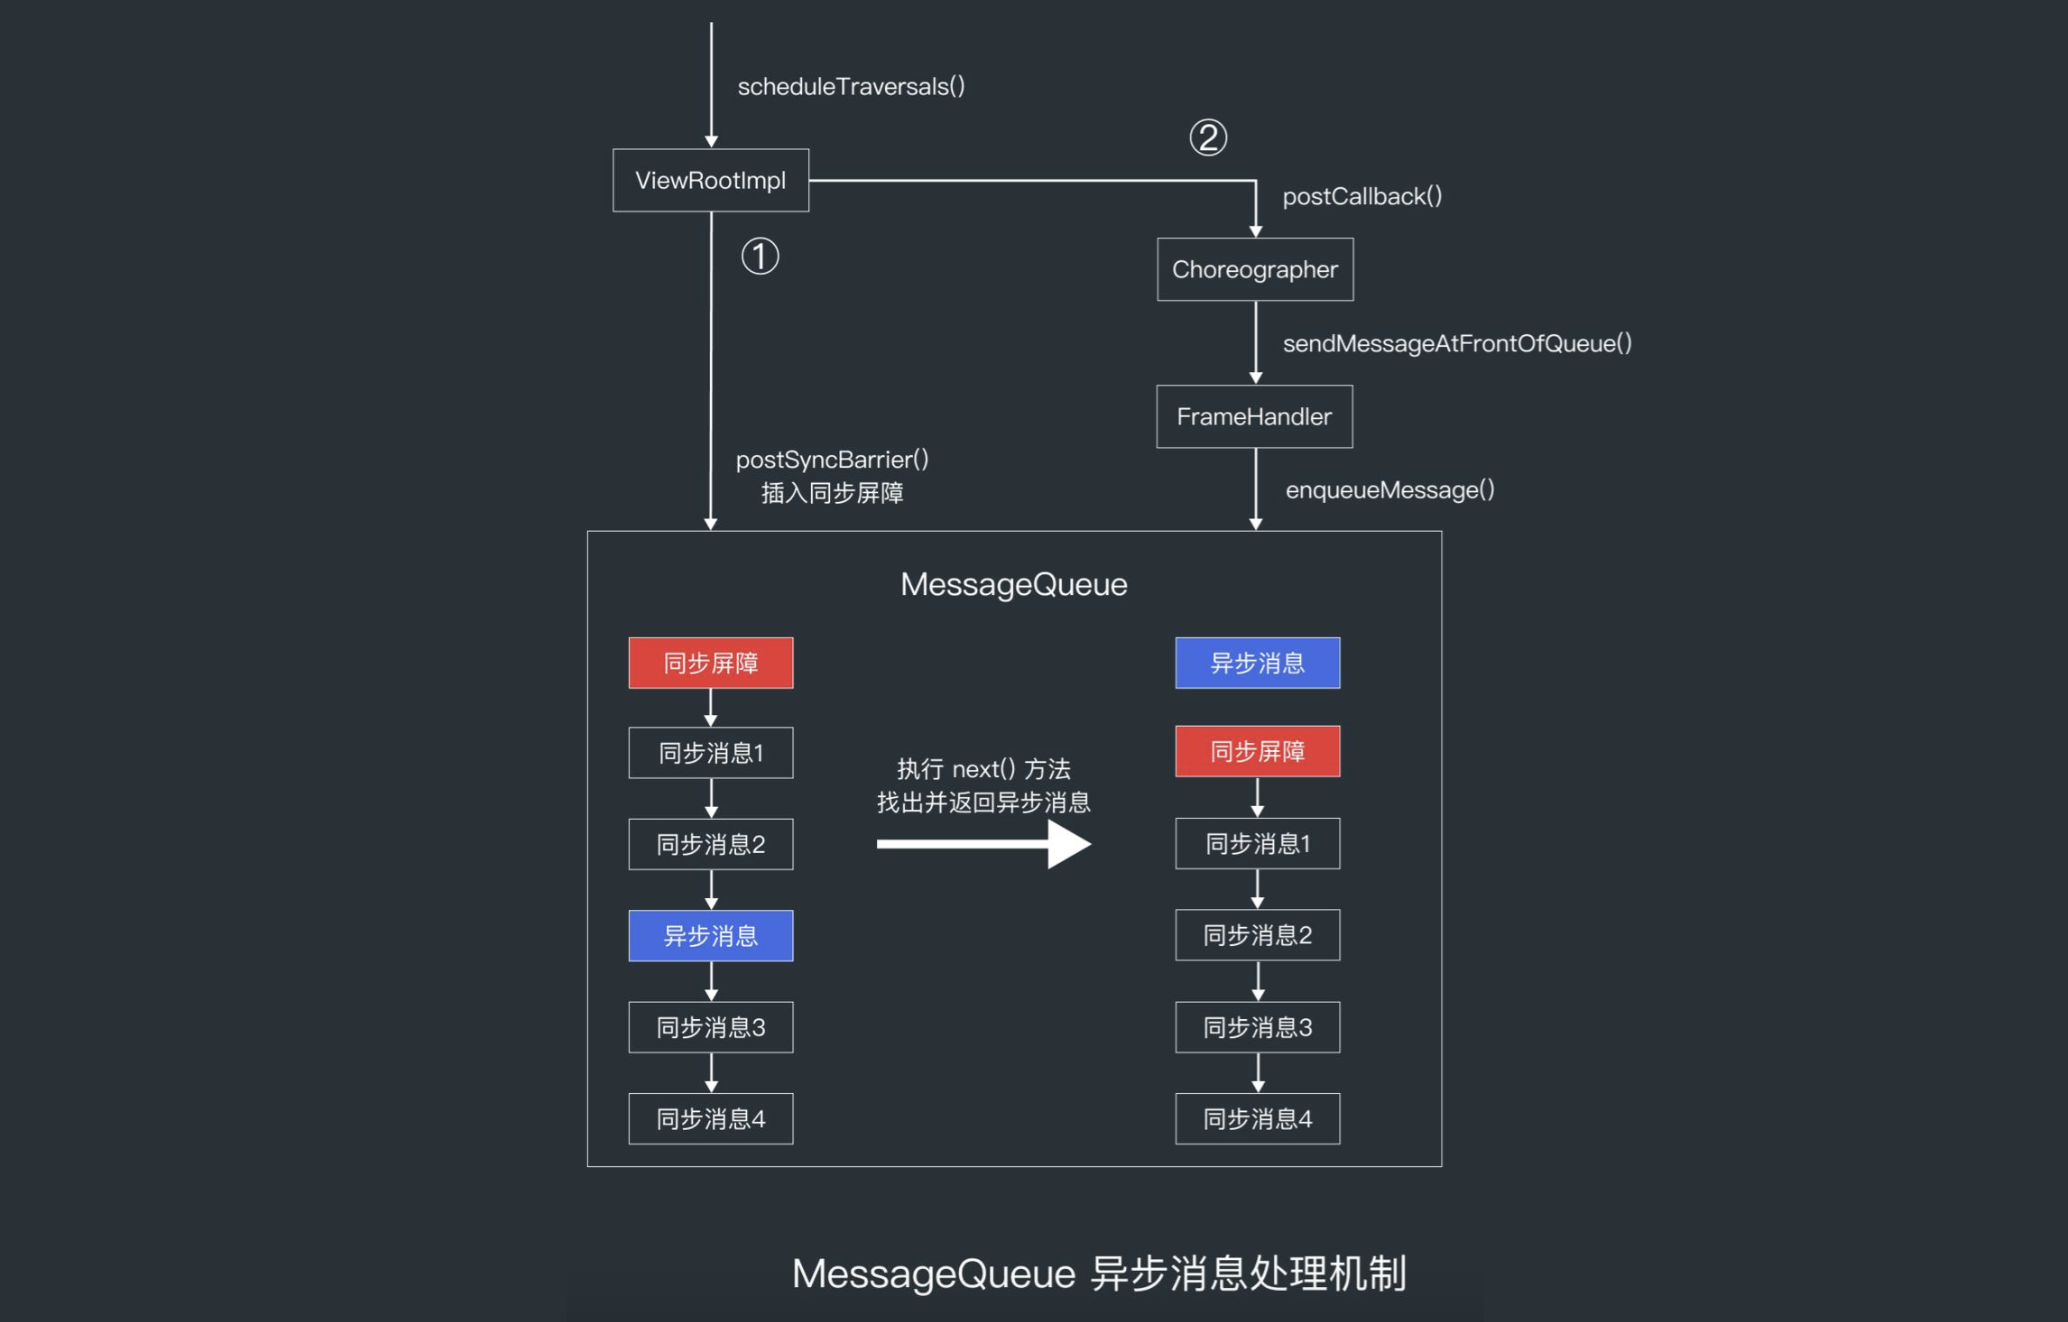 scheduleTraversals()
②
ViewRootImpl
postCallback()
①
Choreographer
sendMessageAtFrontOfQueue()
FrameHandler
postSyncBarrier()
插入同步屏障
enqueueMessage()
MessageQueue
同步屏障
同步消息1
同步消息2
异步消息
同步消息3
同步消息4
执行 next() 方法
找出并返回异步消息
异步消息
同步屏障
同步消息1
同步消息2
同步消息3
同步消息4
MessageQueue 异步消息处理机制